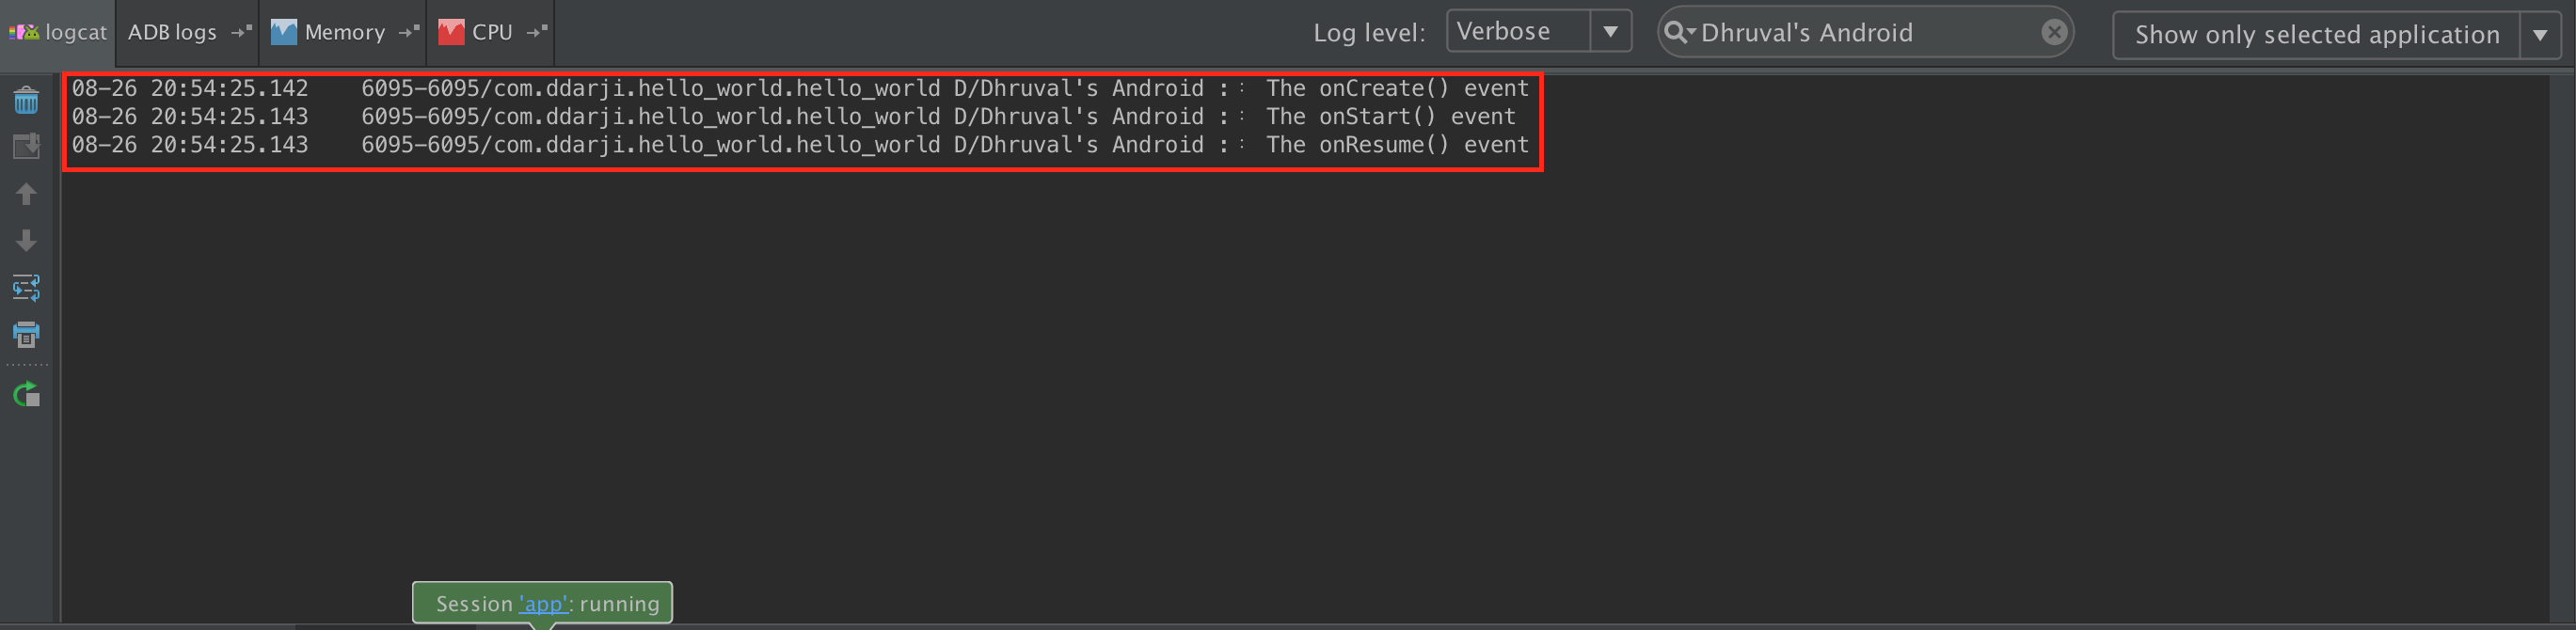 logcat ADB logs Memory CPU Log level: Verbose Dhruval's Android Show only selected application
08-26 20:54:25.142 6095-6095/com.ddarji.hello_world.hello_world D/Dhruval's Android : : The onCreate() event
08-26 20:54:25.143 6095-6095/com.ddarji.hello_world.hello_world D/Dhruval's Android : : The onStart() event
08-26 20:54:25.143 6095-6095/com.ddarji.hello_world.hello_world D/Dhruval's Android : : The onResume() event
Session 'app': running